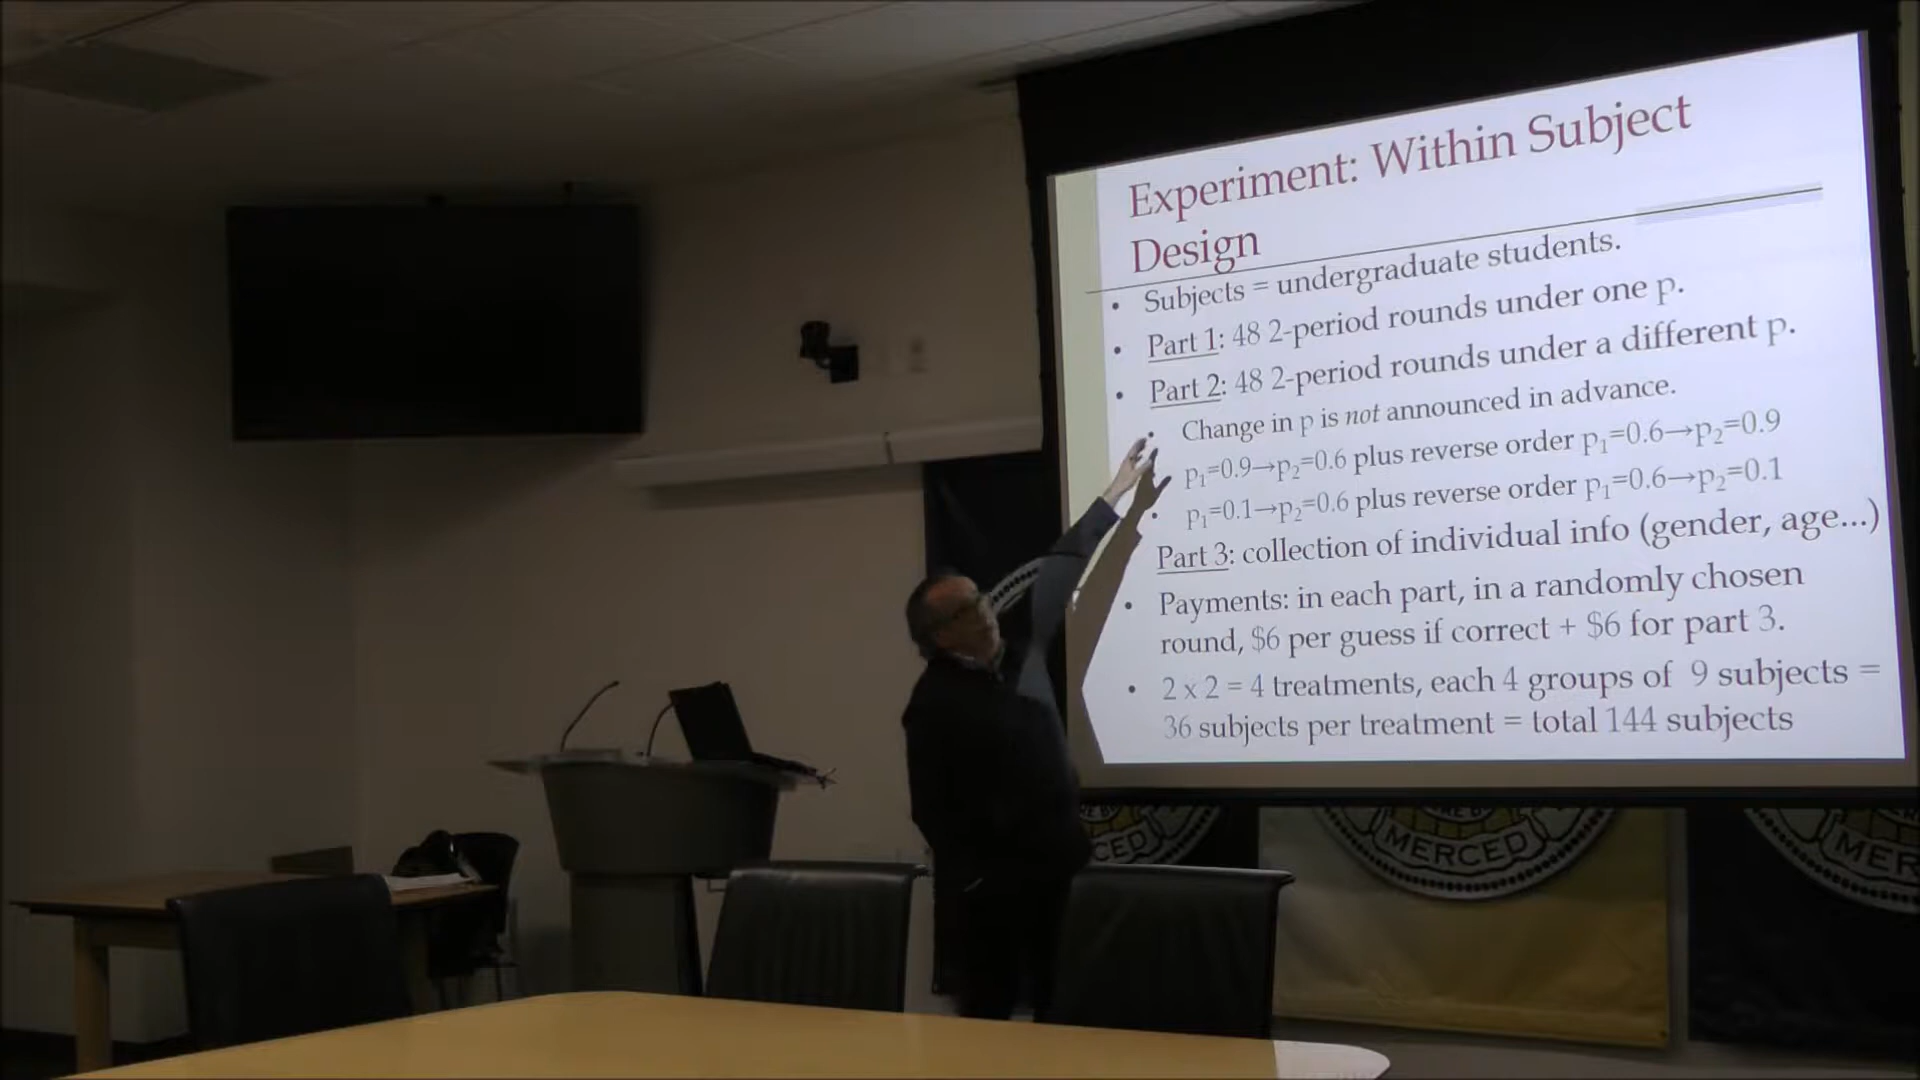 Experiment: Within Subject
Design
• Subjects = undergraduate students.
• Part 1: 48 2-period rounds under one p.
• Part 2: 48 2-period rounds under a different p.
• Change in p is not announced in advance.
p₁=0.9→p₂=0.6 plus reverse order p₁=0.6→p₂=0.9
• p₁=0.1→p₂=0.6 plus reverse order p₁=0.6→p₂=0.1
Part 3: collection of individual info (gender, age...)
• Payments: in each part, in a randomly chosen
round, $6 per guess if correct + $6 for part 3.
• 2 x 2 = 4 treatments, each 4 groups of 9 subjects =
36 subjects per treatment = total 144 subjects
CED
MERCED
MER